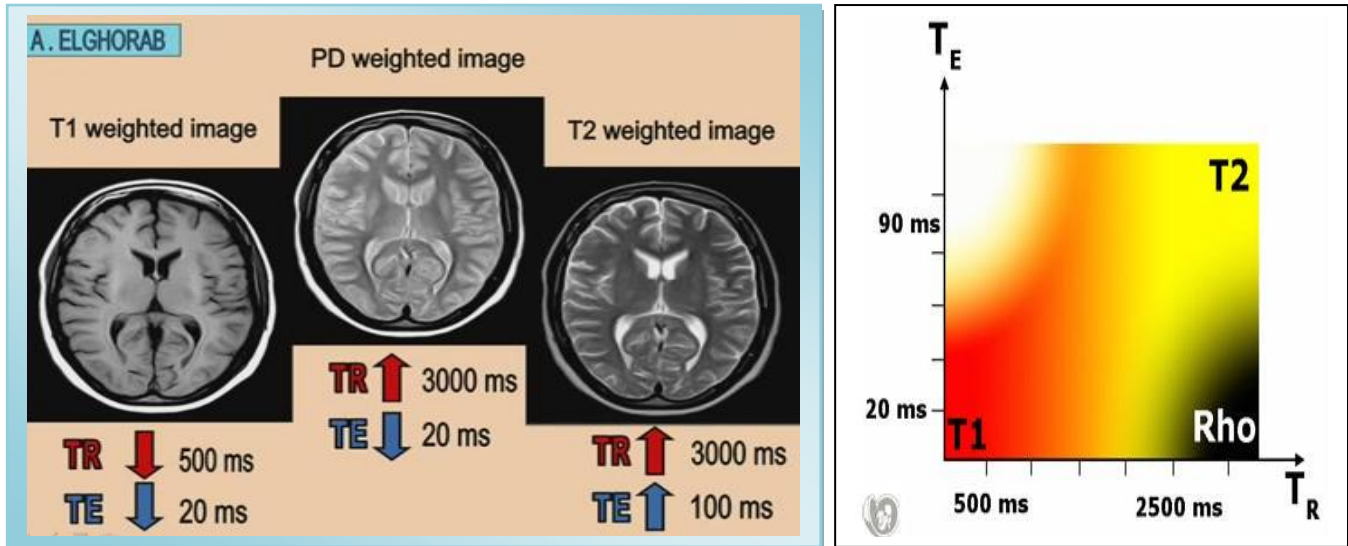 A. ELGHORAB
PD weighted image
T1 weighted image
T2 weighted image
TR 3000 ms
TE 20 ms
TR 500 ms
TE 20 ms
TR 3000 ms
TE 100 ms
TE
T2
90 ms
20 ms
T1
Rho
500 ms
2500 ms
TR